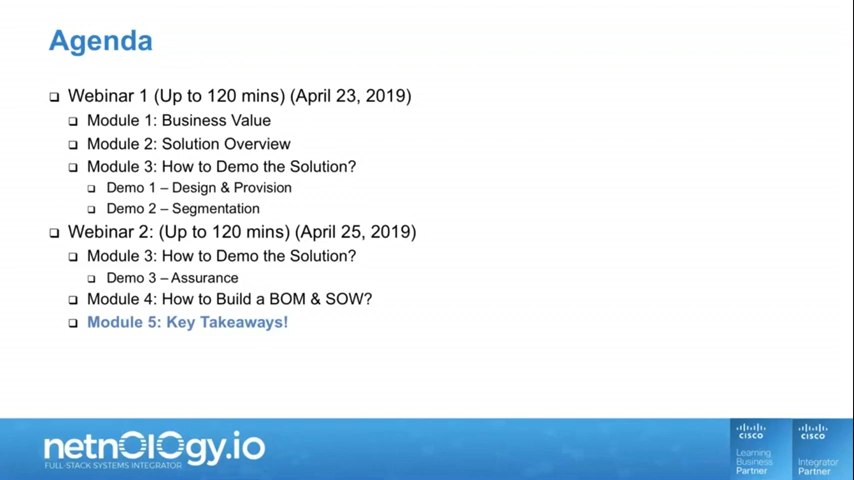 Agenda
Webinar 1 (Up to 120 mins) (April 23, 2019)
Module 1: Business Value
Module 2: Solution Overview
Module 3: How to Demo the Solution?
Demo 1 – Design & Provision
Demo 2 – Segmentation
Webinar 2: (Up to 120 mins) (April 25, 2019)
Module 3: How to Demo the Solution?
Demo 3 – Assurance
Module 4: How to Build a BOM & SOW?
Module 5: Key Takeaways!
netnology.io
FULL-STACK SYSTEMS INTEGRATOR
CISCO
Learning
Business
Partner
CISCO
Integrator
Partner